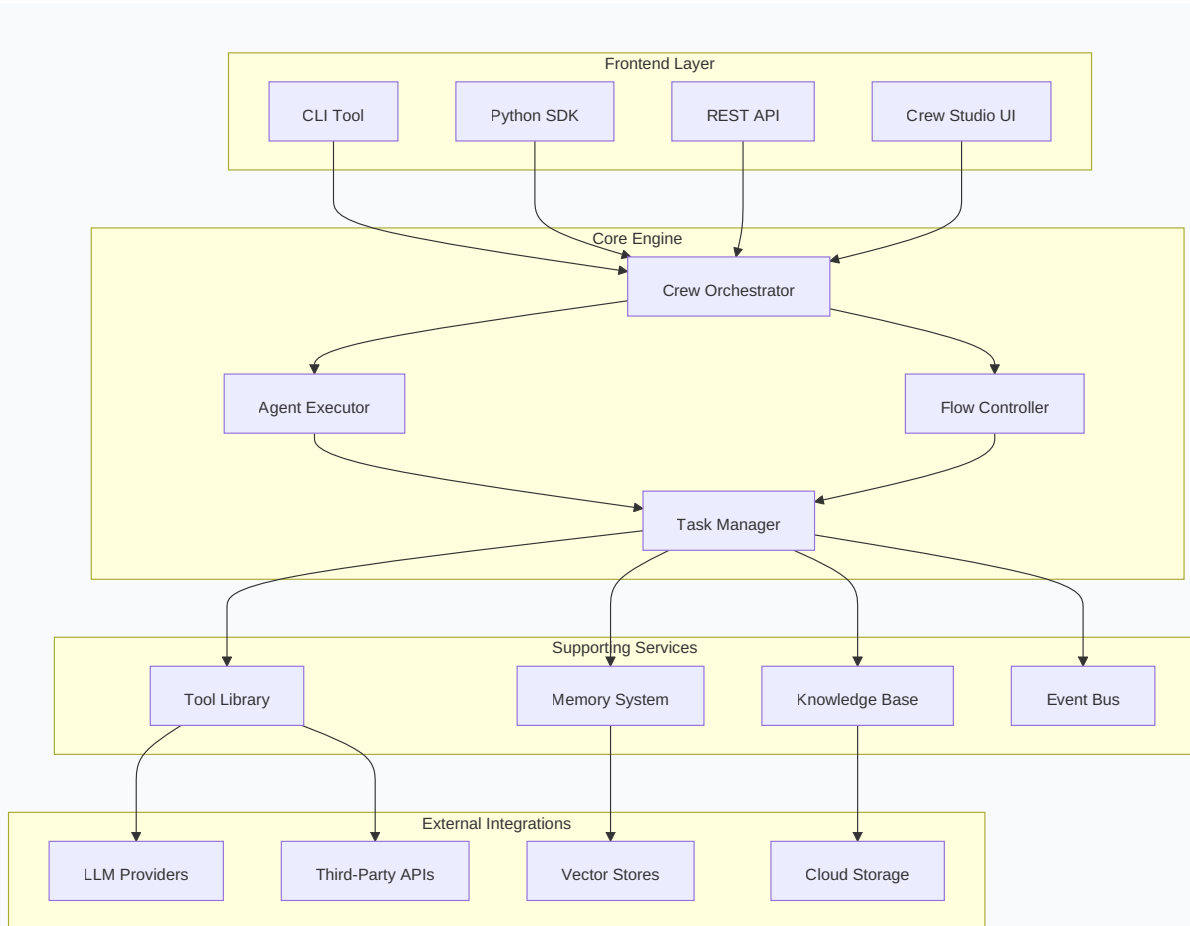 Frontend Layer
CLI Tool
Python SDK
REST API
Crew Studio UI
Core Engine
Crew Orchestrator
Agent Executor
Flow Controller
Task Manager
Supporting Services
Tool Library
Memory System
Knowledge Base
Event Bus
External Integrations
LLM Providers
Third-Party APIs
Vector Stores
Cloud Storage